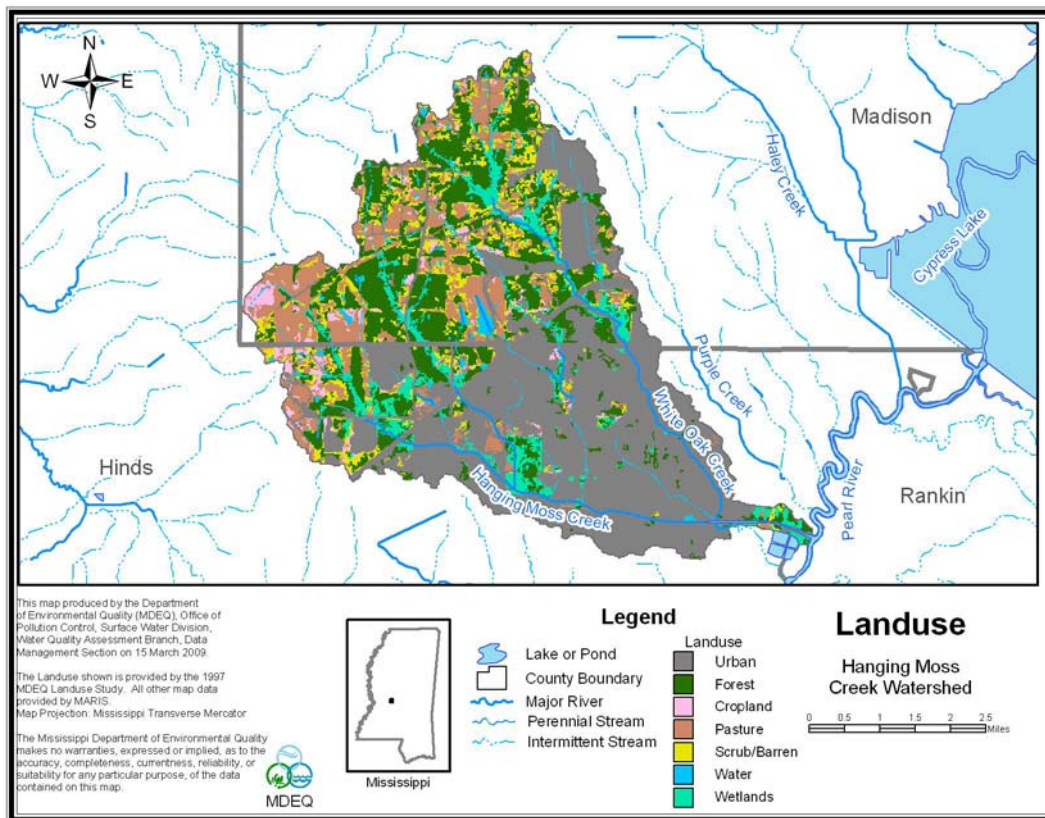 N
W E
S
Madison
Haley Creek
Cypress Lake
Purple Creek
White Oak Creek
Hinds
Hanging Moss Creek
Pearl River
Rankin
This map produced by the Department
of Environmental Quality (MDEQ), Office of
Pollution Control, Surface Water Division,
Water Quality Assessment Branch, Data
Management Section on 15 March 2009.
The Landuse shown is provided by the 1997
MDEQ Landuse Study. All other map data
provided by MARIS.
Map Projection: Mississippi Transverse Mercator
The Mississippi Department of Environmental Quality
makes no warranties, expressed or implied, as to the
accuracy, completeness, currentness, reliability, or
suitability for any particular purpose, of the data
contained on this map.
MDEQ
Mississippi
Legend
Lake or Pond
County Boundary
Major River
Perennial Stream
Intermittent Stream
Landuse
Urban
Forest
Cropland
Pasture
Scrub/Barren
Water
Wetlands
Landuse
Hanging Moss
Creek Watershed
0 0.5 1 1.5 2 2.5
Miles